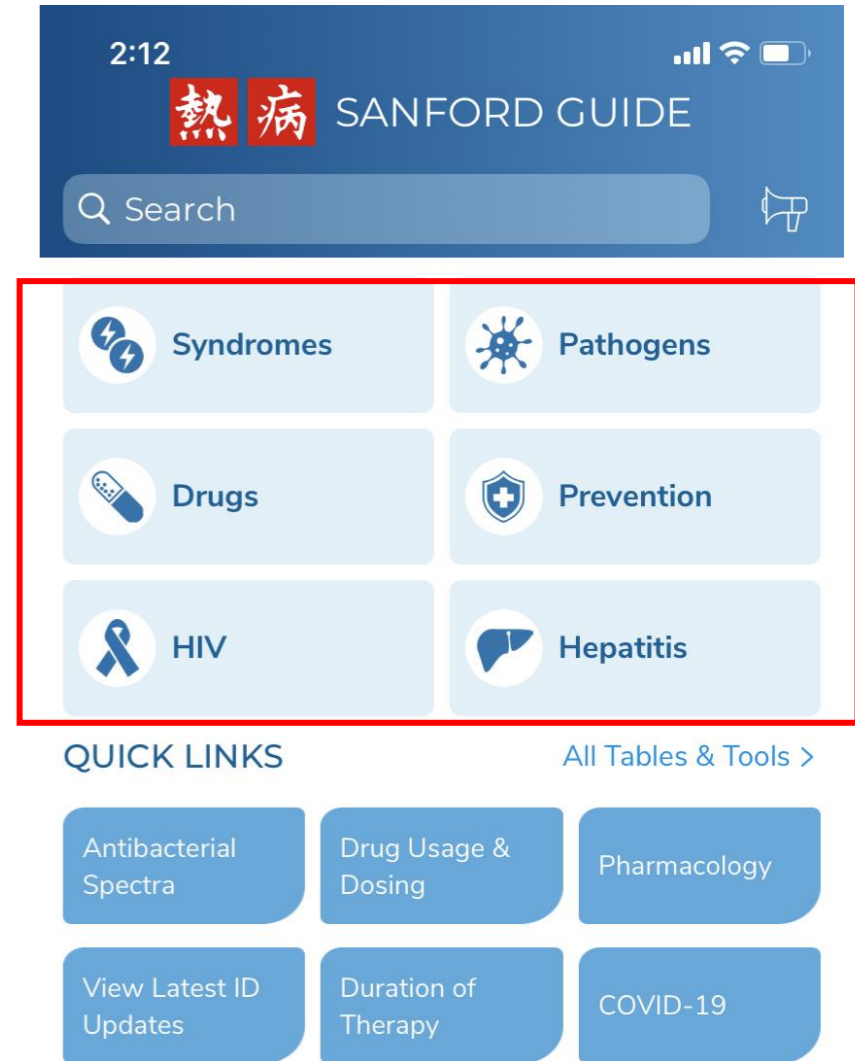 2:12
熱病 SANFORD GUIDE
Search
Syndromes
Pathogens
Drugs
Prevention
HIV
Hepatitis
QUICK LINKS
All Tables & Tools >
Antibacterial
Spectra
Drug Usage &
Dosing
Pharmacology
View Latest ID
Updates
Duration of
Therapy
COVID-19